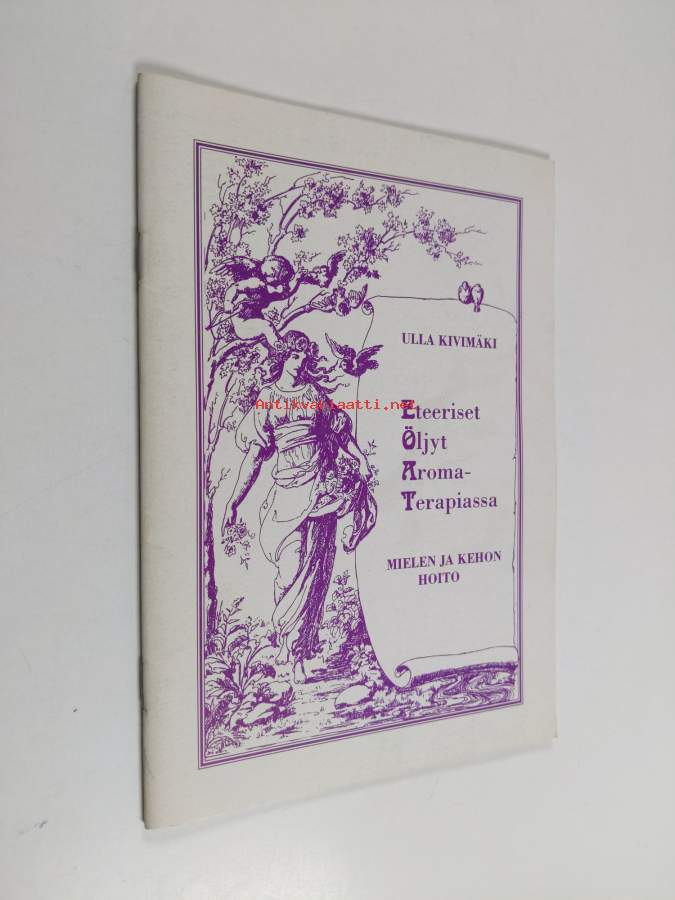 ULLA KIVIMÄKI
Antikvariaatti.net
Eteeriset
Öljyt
Aroma-
Terapiassa
MIELEN JA KEHON
HOITO